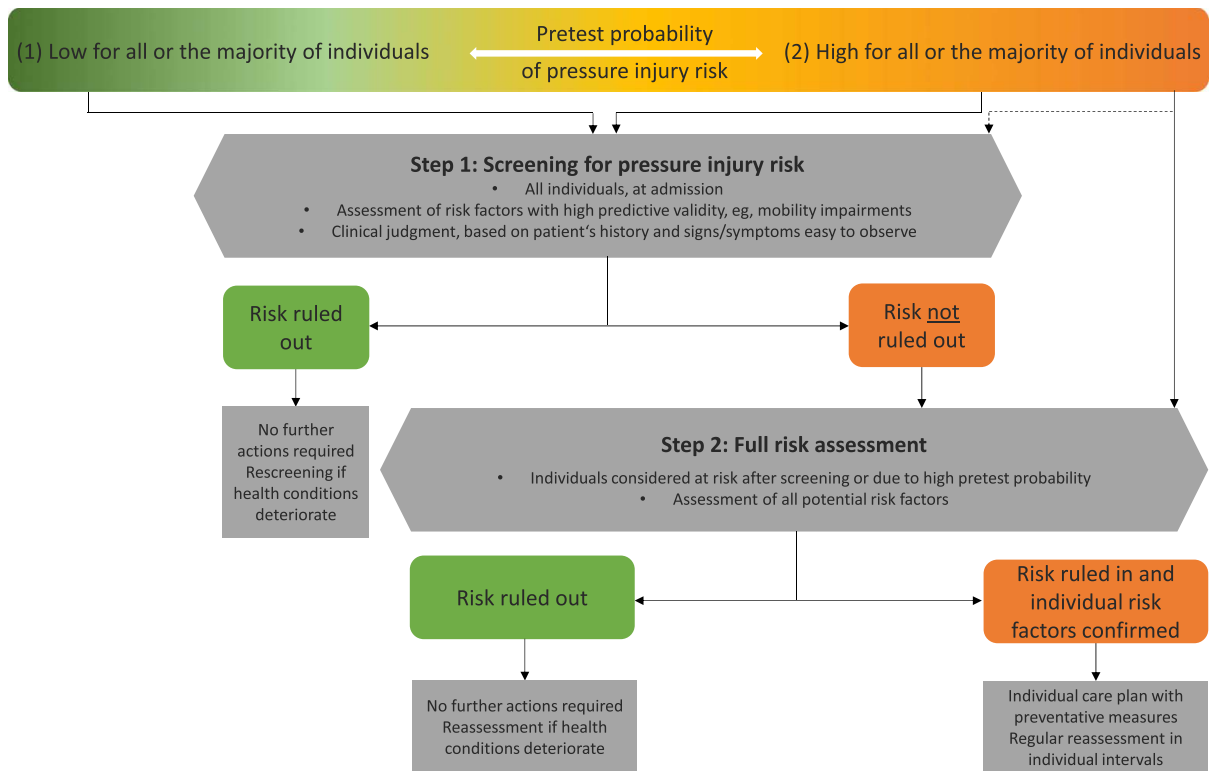 (1) Low for all or the majority of individuals
Pretest probability
of pressure injury risk
(2) High for all or the majority of individuals
Step 1: Screening for pressure injury risk
• All individuals, at admission
• Assessment of risk factors with high predictive validity, eg, mobility impairments
• Clinical judgment, based on patient‘s history and signs/symptoms easy to observe
Risk ruled
out
Risk not
ruled out
No further
actions required
Rescreening if
health conditions
deteriorate
Step 2: Full risk assessment
• Individuals considered at risk after screening or due to high pretest probability
• Assessment of all potential risk factors
Risk ruled out
Risk ruled in and
individual risk
factors confirmed
No further actions required
Reassessment if health
conditions deteriorate
Individual care plan with
preventative measures
Regular reassessment in
individual intervals